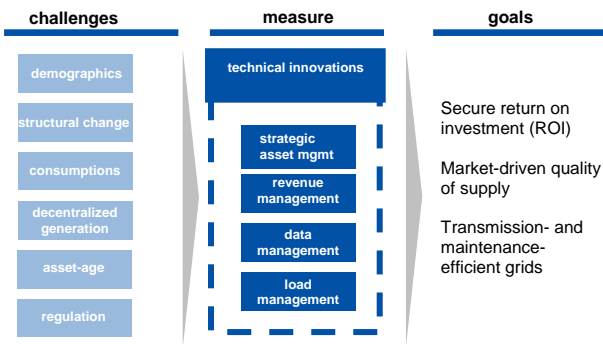 challenges
measure
goals
demographics
structural change
consumptions
decentralized
generation
asset-age
regulation
technical innovations
strategic
asset mgmt
revenue
management
data
management
load
management
Secure return on
investment (ROI)
Market-driven quality
of supply
Transmission- and
maintenance-
efficient grids